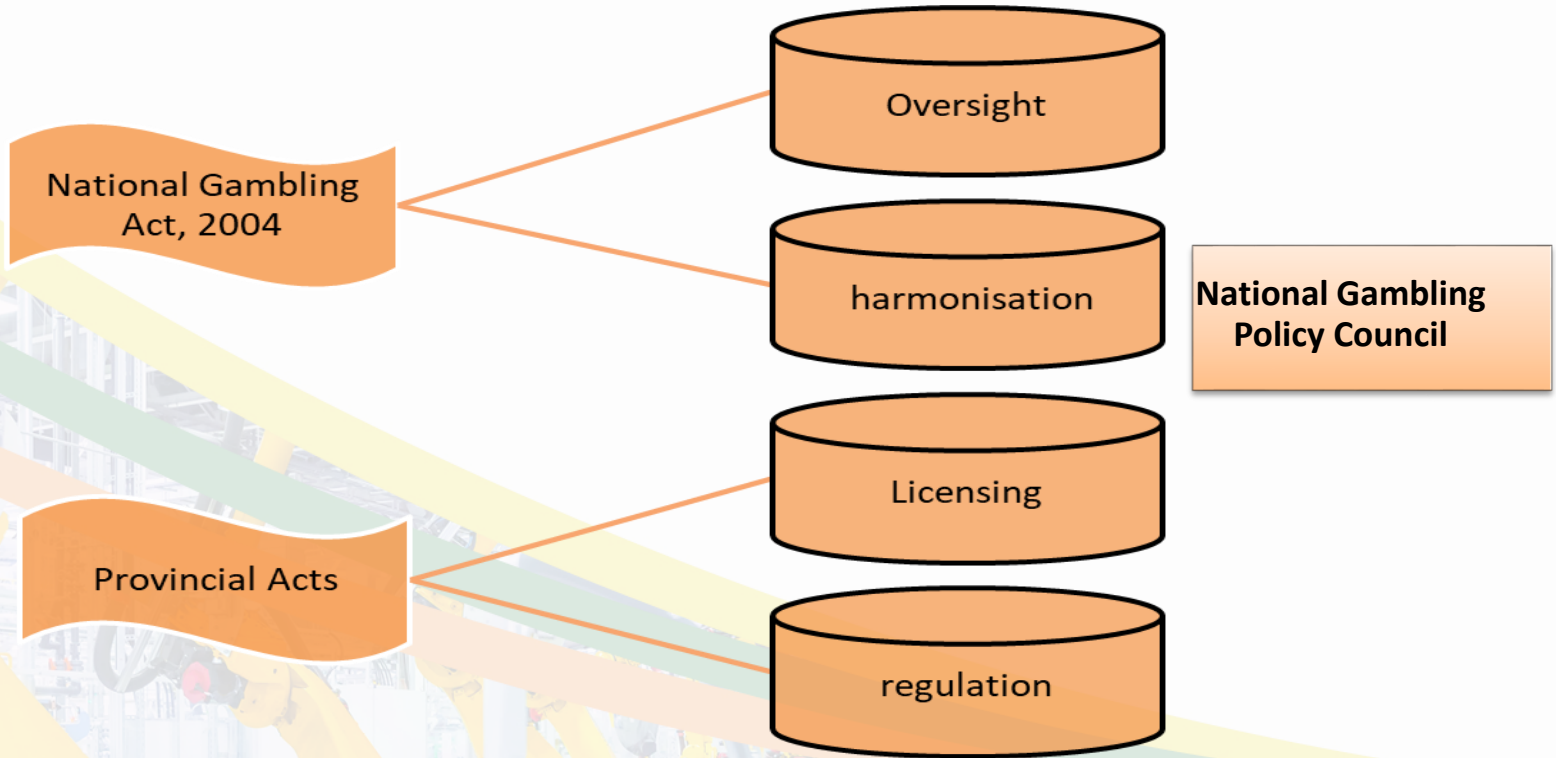 National Gambling
Act, 2004
Oversight
harmonisation
National Gambling
Policy Council
Provincial Acts
Licensing
regulation